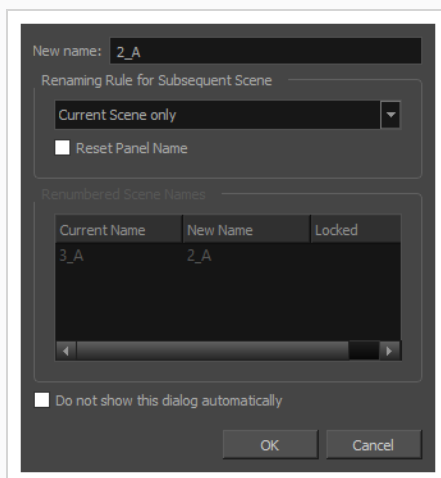 New name: 2_A
Renaming Rule for Subsequent Scene
Current Scene only
Reset Panel Name
Renumbered Scene Names
Current Name New Name Locked
3_A 2_A
Do not show this dialog automatically
OK Cancel